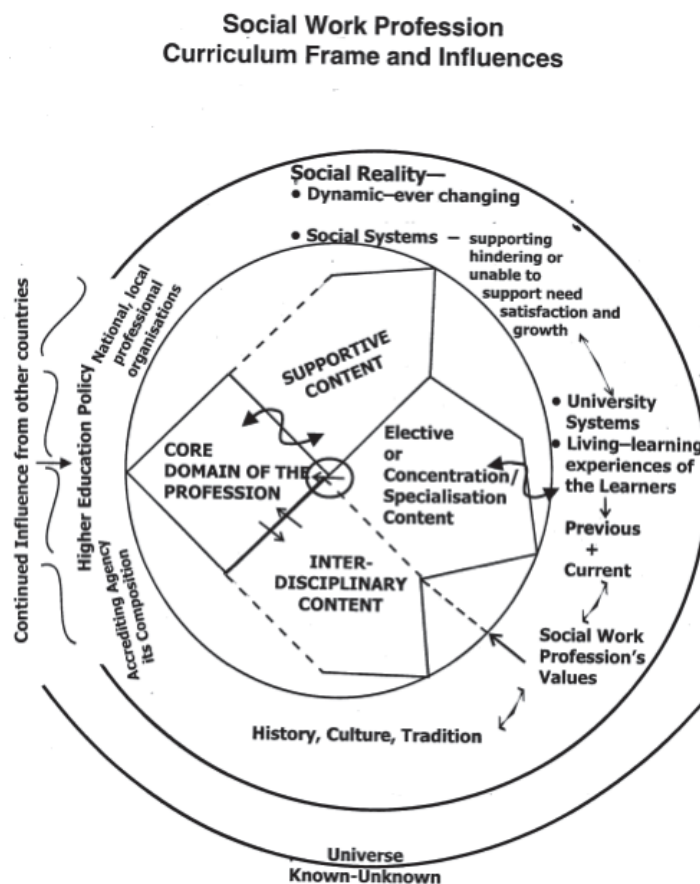 Social Work Profession
Curriculum Frame and Influences
Social Reality—
• Dynamic–ever changing
• Social Systems – supporting
hindering or
unable to
support need
satisfaction and
growth
Continued Influence from other countries
Higher Education Policy
National, local
professional
organisations
Accrediting Agency
its Composition
SUPPORTIVE
CONTENT
CORE
DOMAIN OF THE
PROFESSION
Elective
or
Concentration/
Specialisation
Content
INTER-
DISCIPLINARY
CONTENT
• University
Systems
• Living–learning
experiences of
the Learners
Previous
+
Current
Social Work
Profession's
Values
History, Culture, Tradition
Universe
Known-Unknown